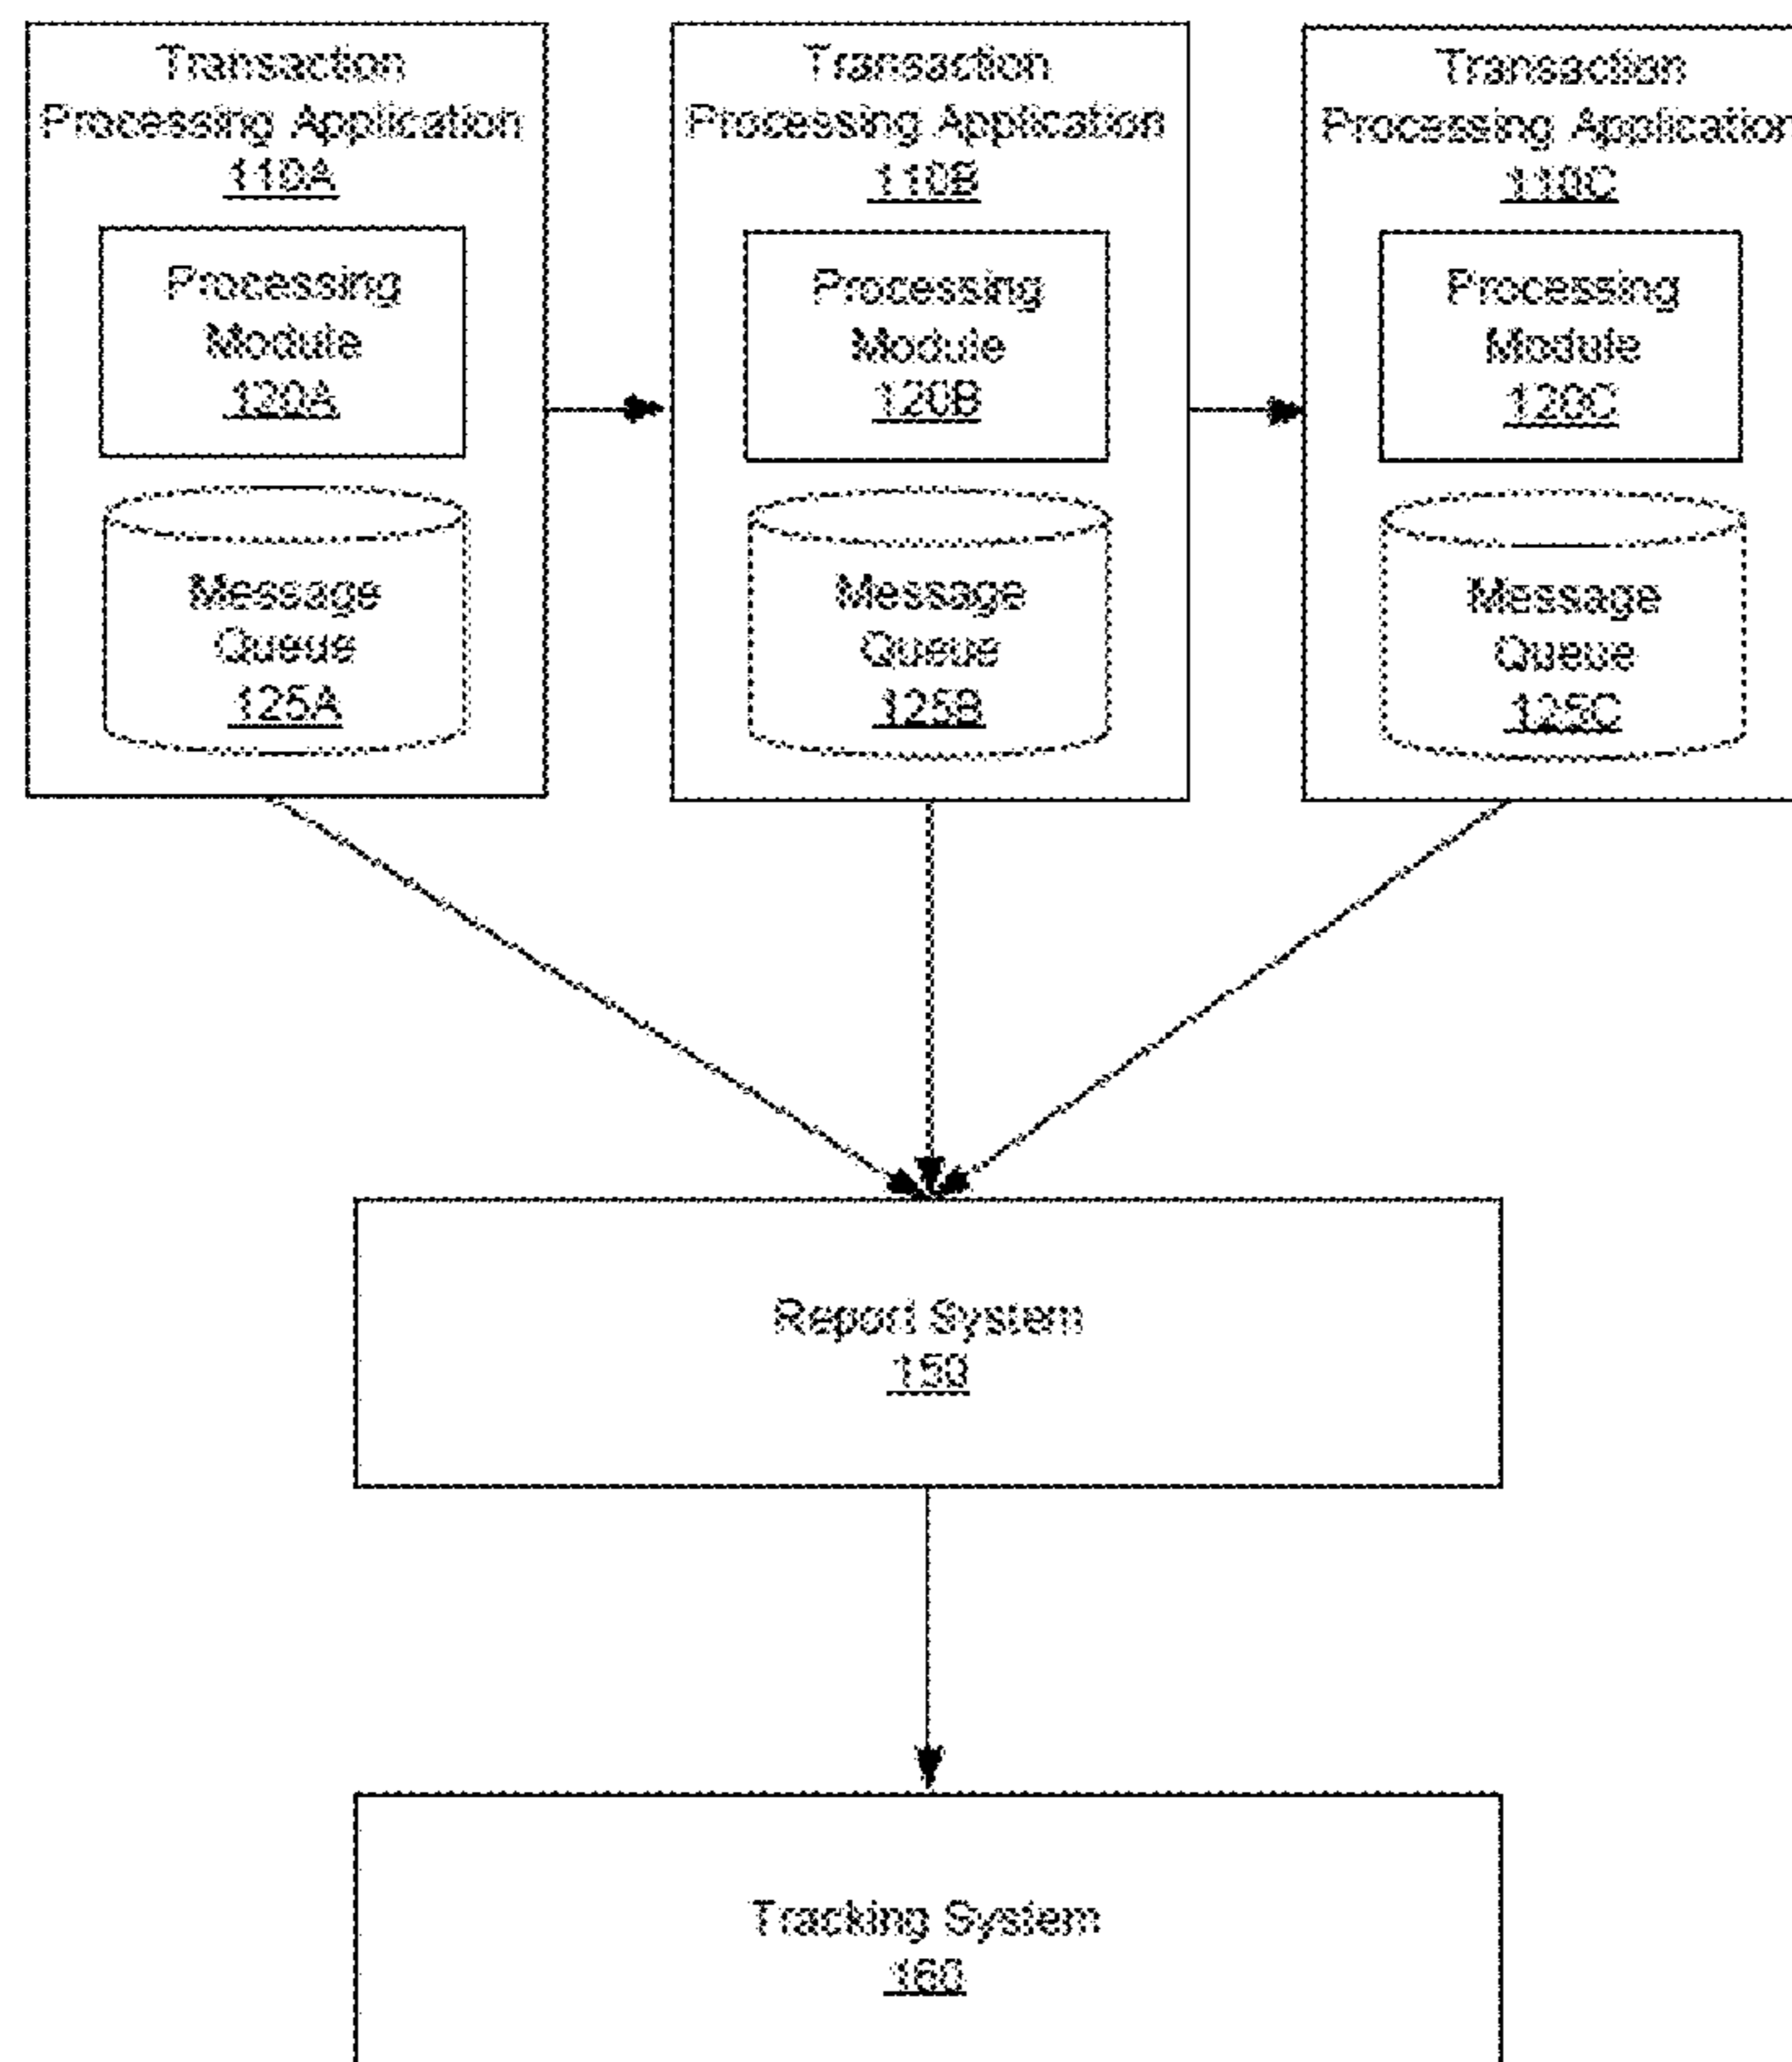 Transaction
Processing Application
110A
Processing
Module
120A
Message
Queue
125A
Transaction
Processing Application
110B
Processing
Module
120B
Message
Queue
125B
Transaction
Processing Application
110C
Processing
Module
120C
Message
Queue
125C
Report System
150
Tracking System
160